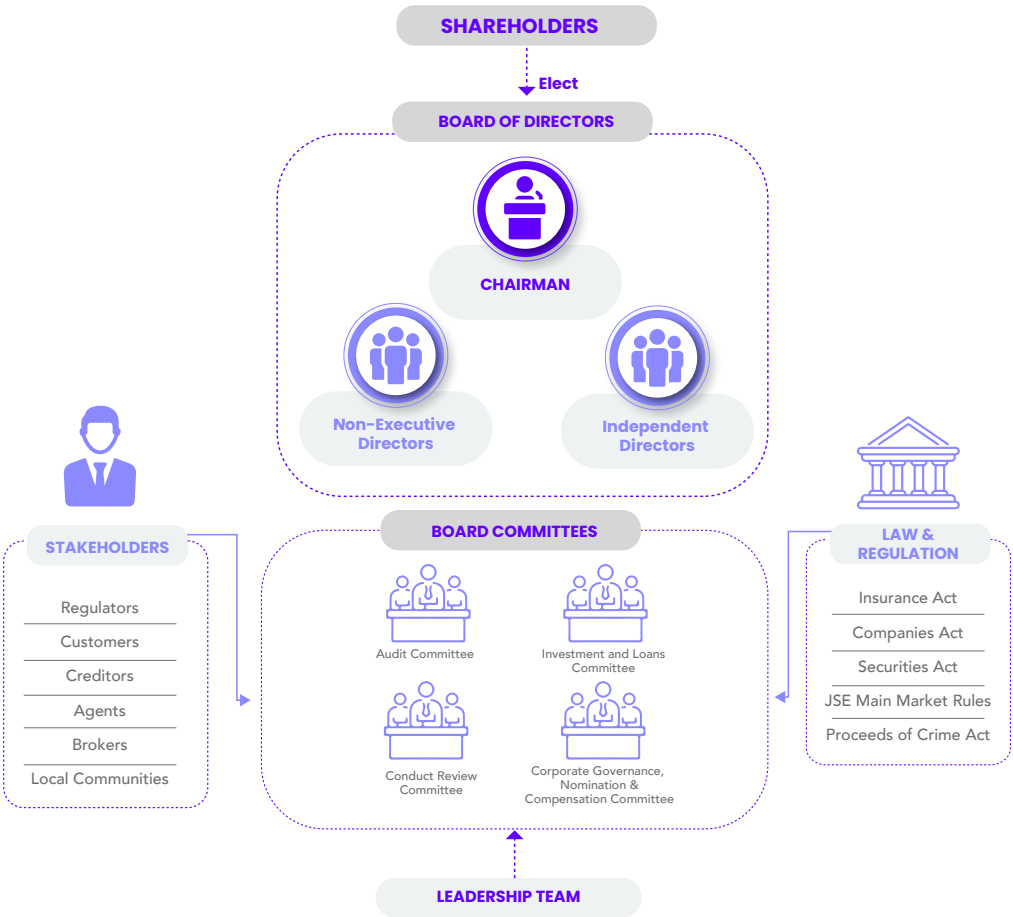 SHAREHOLDERS
Elect
BOARD OF DIRECTORS
CHAIRMAN
Non-Executive
Directors
Independent
Directors
STAKEHOLDERS
Regulators
Customers
Creditors
Agents
Brokers
Local Communities
BOARD COMMITTEES
Audit Committee
Investment and Loans
Committee
Conduct Review
Committee
Corporate Governance,
Nomination &
Compensation Committee
LAW &
REGULATION
Insurance Act
Companies Act
Securities Act
JSE Main Market Rules
Proceeds of Crime Act
LEADERSHIP TEAM